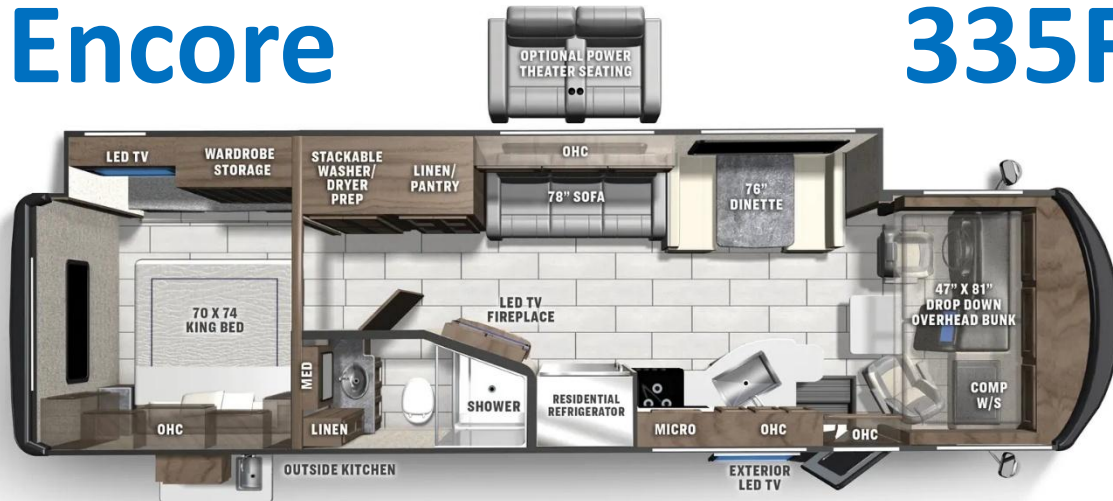 Encore
335
OPTIONAL POWER
THEATER SEATING
LED TV
WARDROBE
STORAGE
STACKABLE
WASHER/
DRYER
PREP
LINEN/
PANTRY
OHC
78" SOFA
76"
DINETTE
70 X 74
KING BED
LED TV
FIREPLACE
47" X 81"
DROP DOWN
OVERHEAD BUNK
MED
SHOWER
RESIDENTIAL
REFRIGERATOR
COMP
W/S
OHC
LINEN
MICRO
OHC
OHC
OUTSIDE KITCHEN
EXTERIOR
LED TV